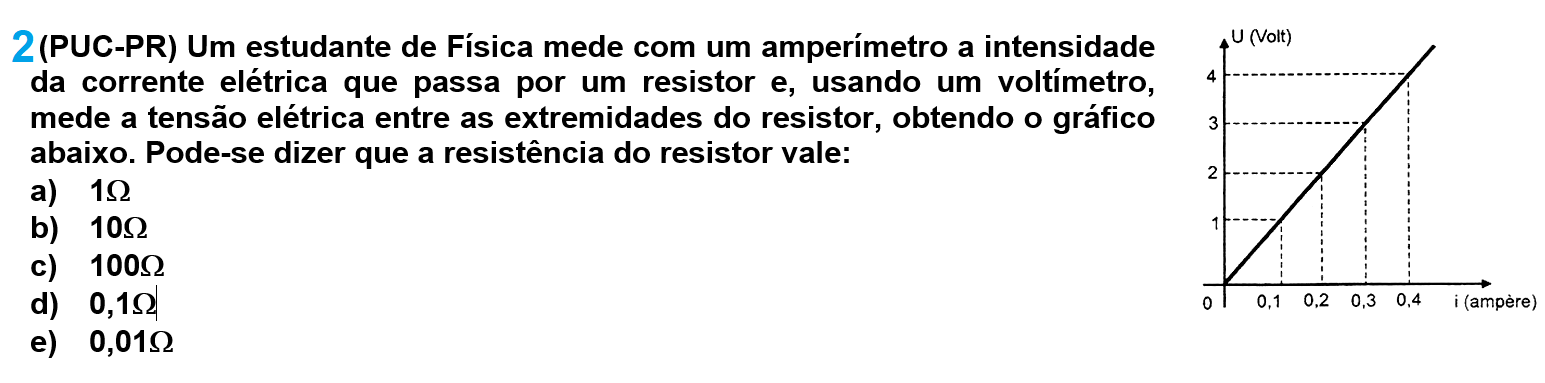 2 (PUC-PR) Um estudante de Física mede com um amperímetro a intensidade
da corrente elétrica que passa por um resistor e, usando um voltímetro,
mede a tensão elétrica entre as extremidades do resistor, obtendo o gráfico
abaixo. Pode-se dizer que a resistência do resistor vale:
a) 1Ω
b) 10Ω
c) 100Ω
d) 0,1Ω
e) 0,01Ω
U (Volt)
4
3
2
1
0 0,1 0,2 0,3 0,4 i (ampère)